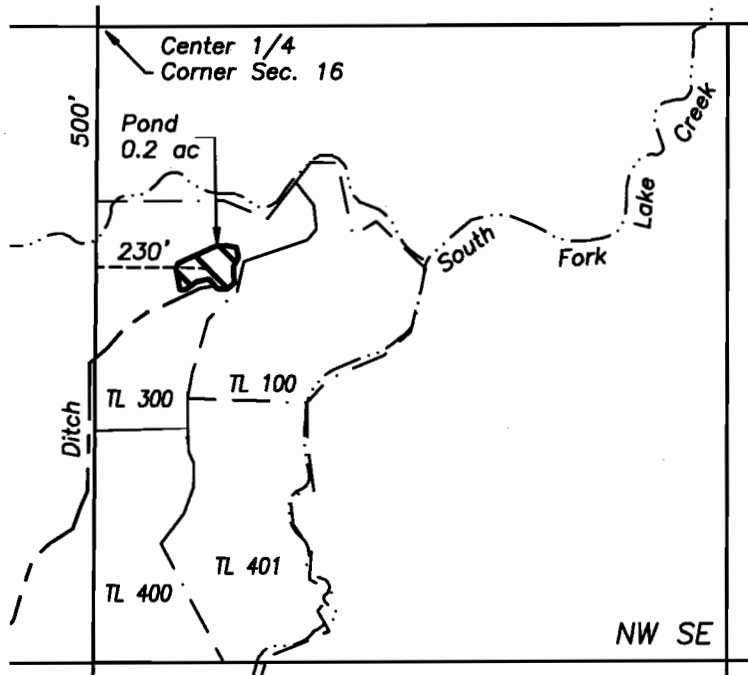 Center 1/4
Corner Sec. 16
500'
Pond
0.2 ac
230'
South
Fork
Lake
Creek
Ditch
TL 300
TL 100
TL 400
TL 401
NW SE